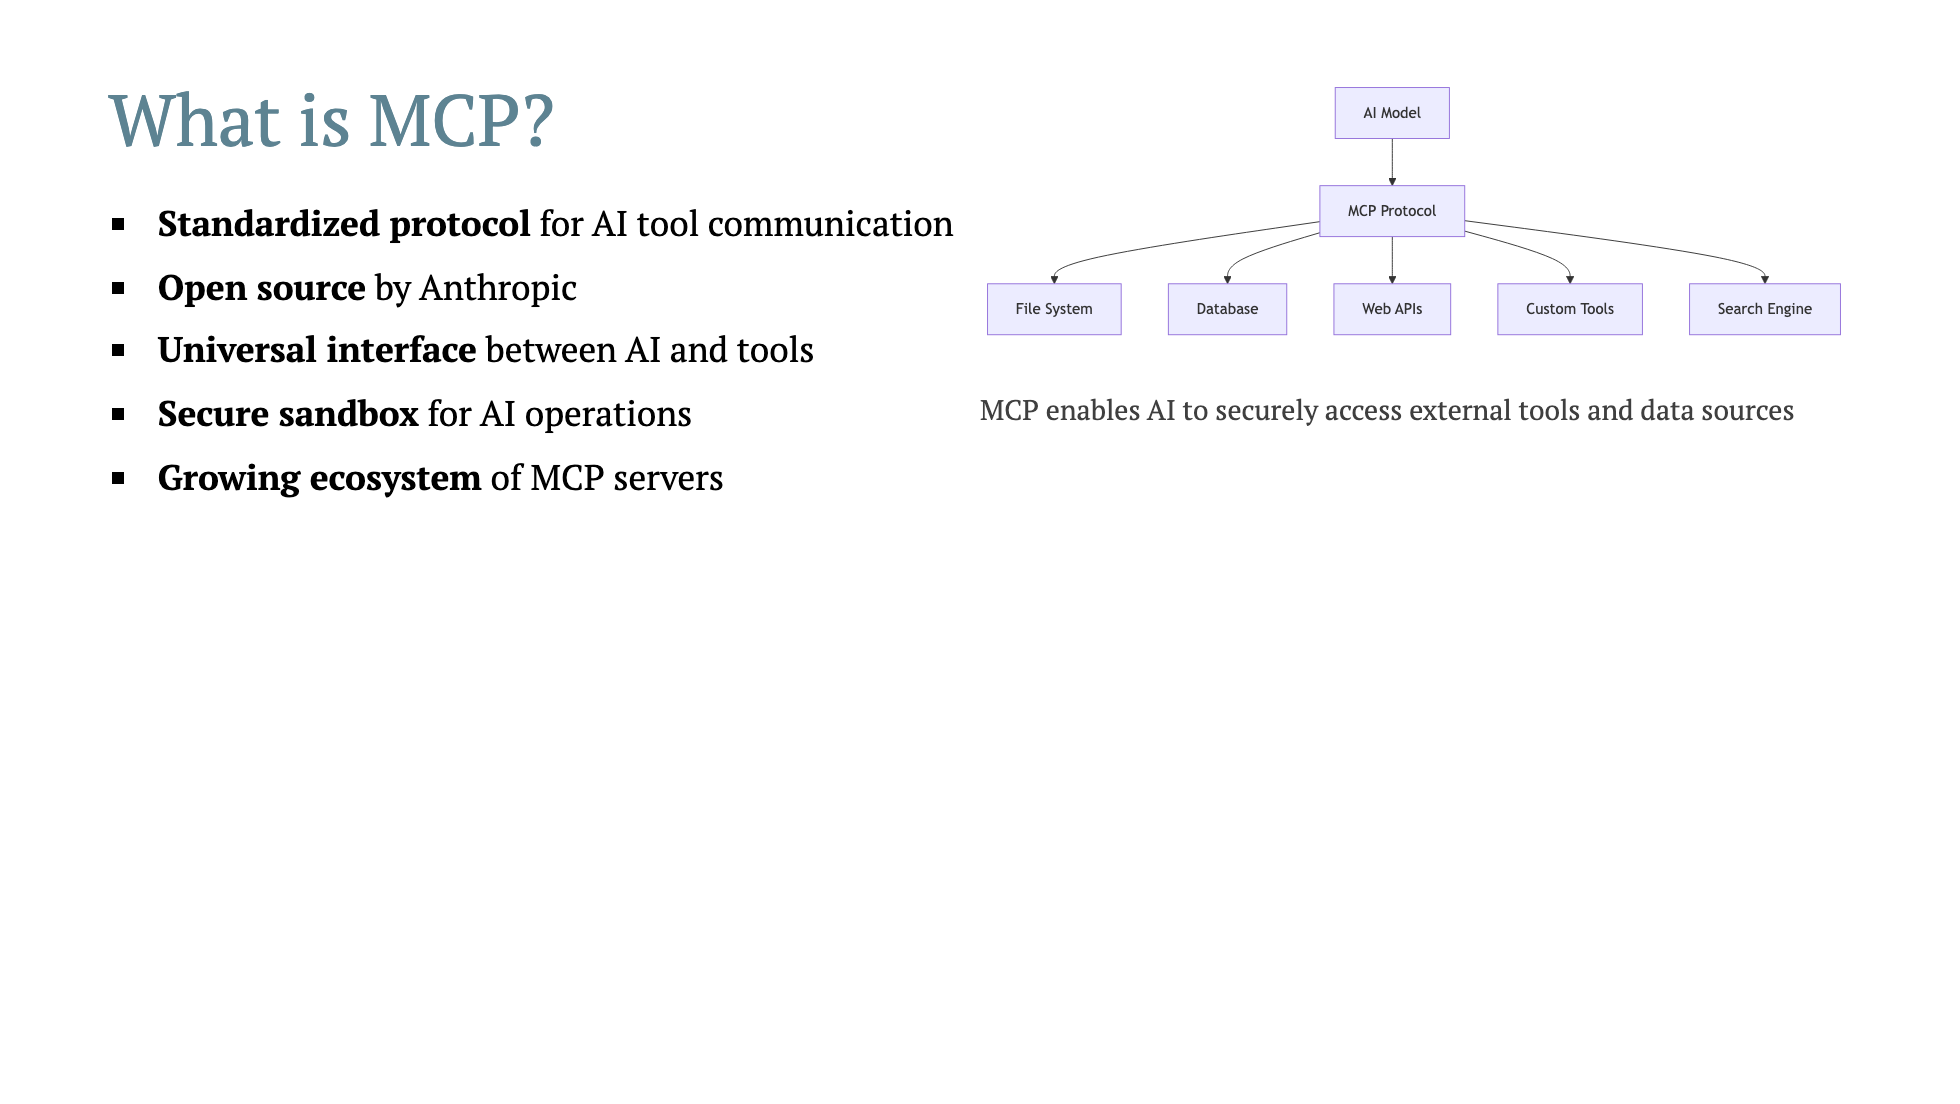 What is MCP?
▪ Standardized protocol for AI tool communication
▪ Open source by Anthropic
▪ Universal interface between AI and tools
▪ Secure sandbox for AI operations
▪ Growing ecosystem of MCP servers
AI Model
MCP Protocol
File System
Database
Web APIs
Custom Tools
Search Engine
MCP enables AI to securely access external tools and data sources